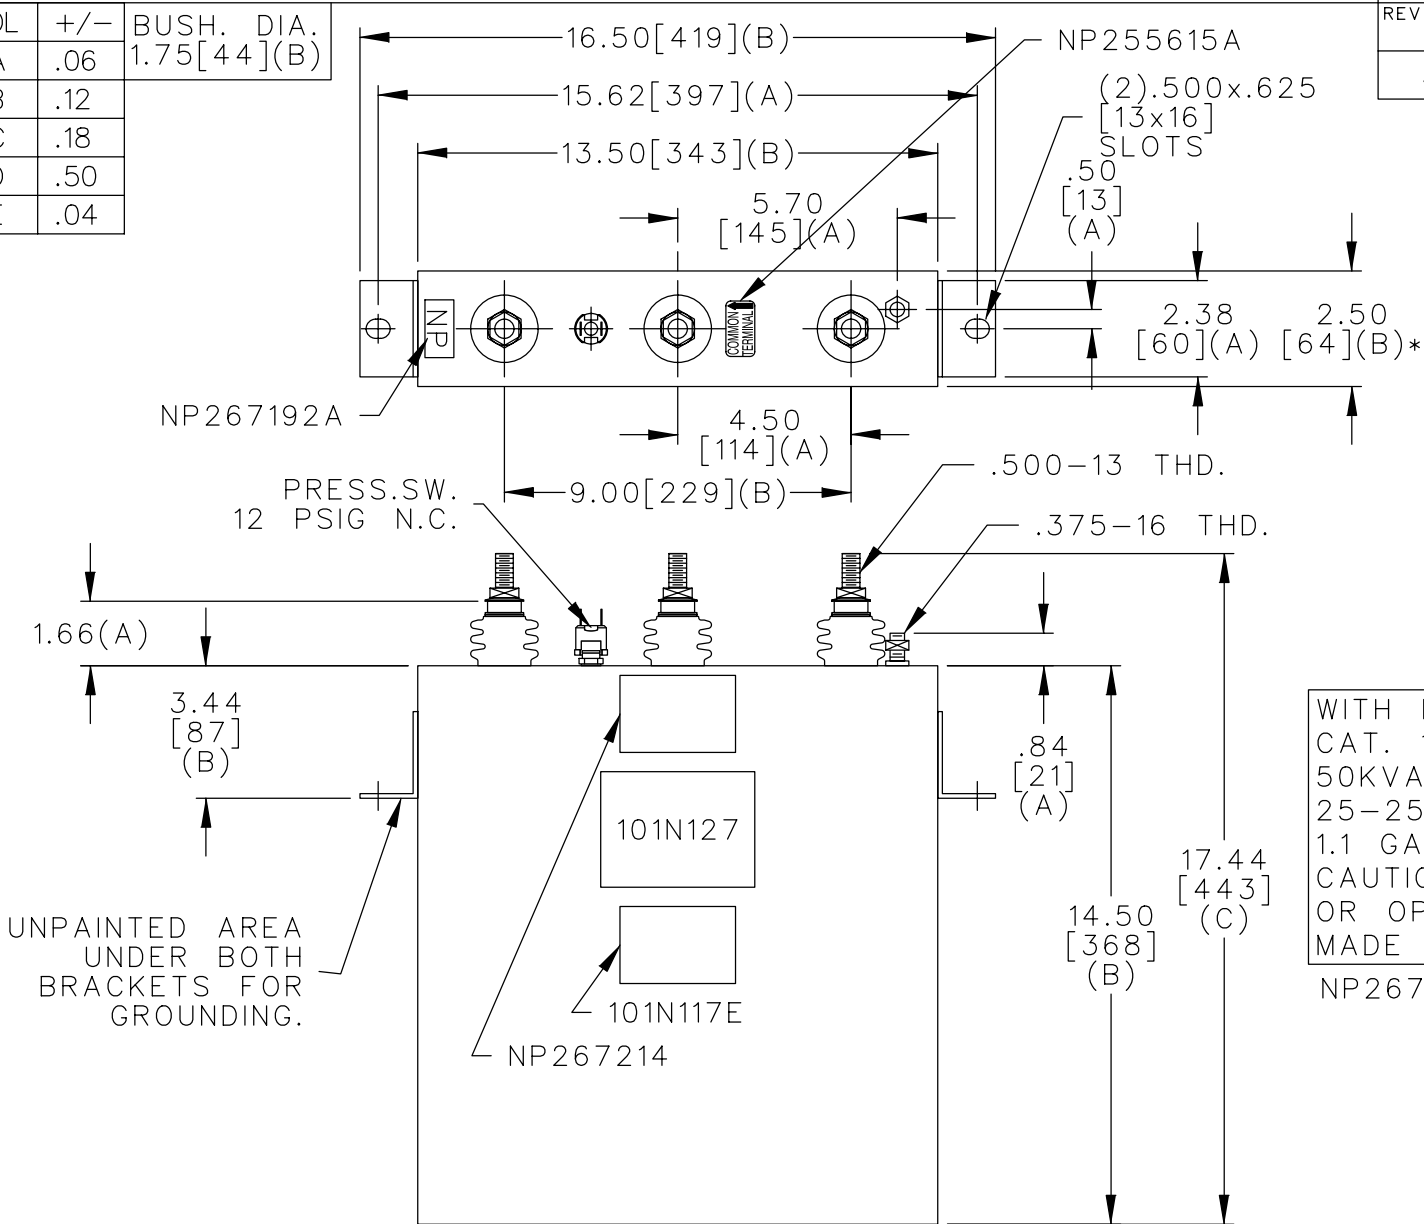 +/-
.06
.12
.18
.50
.04
BUSH. DIA.
1.75[44](B)
REV
16.50[419](B)
NP255615A
15.62[397](A)
(2).500x.625
[13x16]
SLOTS
13.50[343](B)
.50
[13]
(A)
5.70
[145](A)
NP
COMMON
TERMINAL
2.38
[60](A)
2.50
[64](B)*
NP267192A
4.50
[114](A)
9.00[229](B)
.500-13 THD.
PRESS.SW.
12 PSIG N.C.
.375-16 THD.
1.66(A)
3.44
[87]
(B)
.84
[21]
(A)
101N127
17.44
[443]
(C)
14.50
[368]
(B)
UNPAINTED AREA
UNDER BOTH
BRACKETS FOR
GROUNDING.
101N117E
NP267214
WITH
CAT.
50KVA
25-25
1.1 GA
CAUTIO
OR OP
MADE
NP267